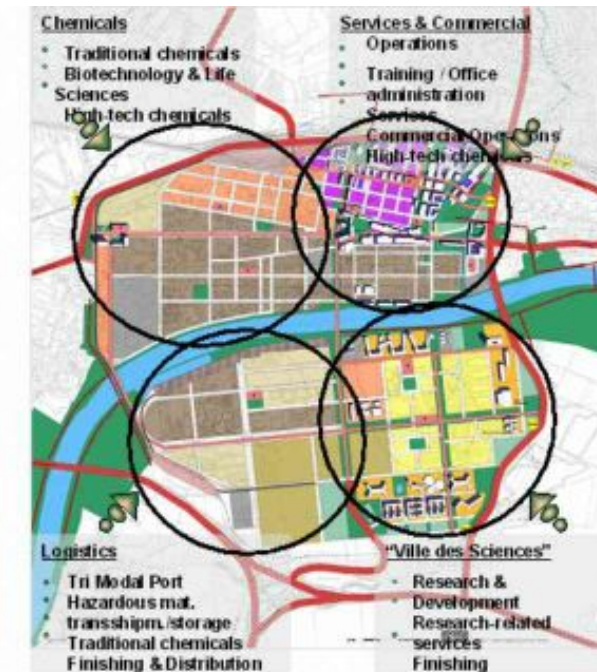 Chemicals
Traditional chemicals
Biotechnology & Life
Sciences
High-tech chemicals
Services & Commercial
Operations
Training / Office
administration
Services
Commercial Operations
High-tech chemicals
Logistics
Tri Modal Port
Hazardous mat.
transshipm./storage
Traditional chemicals
Finishing & Distribution
"Ville des Sciences"
Research &
Development
Research-related
services
Finishing